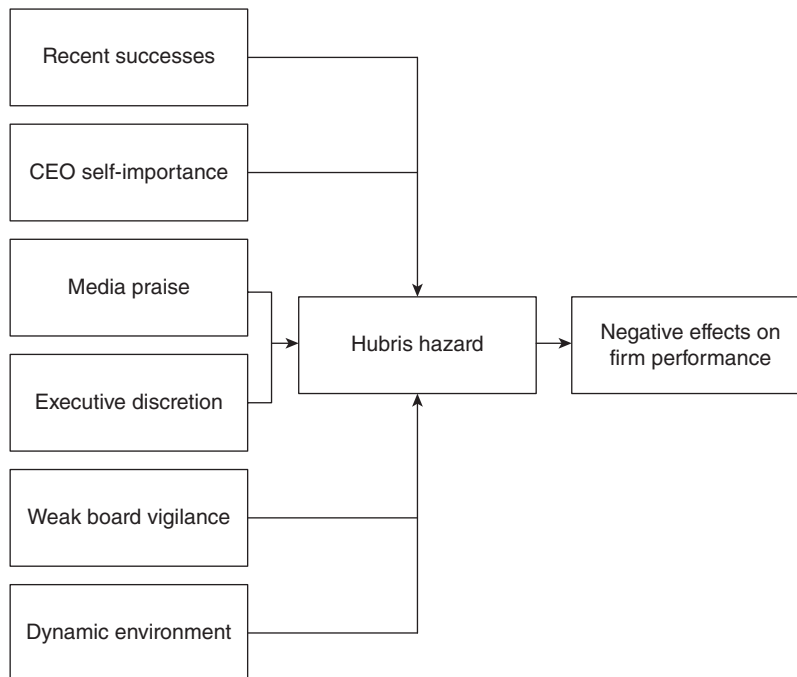 Recent successes
CEO self-importance
Media praise
Executive discretion
Weak board vigilance
Dynamic environment
Hubris hazard
Negative effects on
firm performance